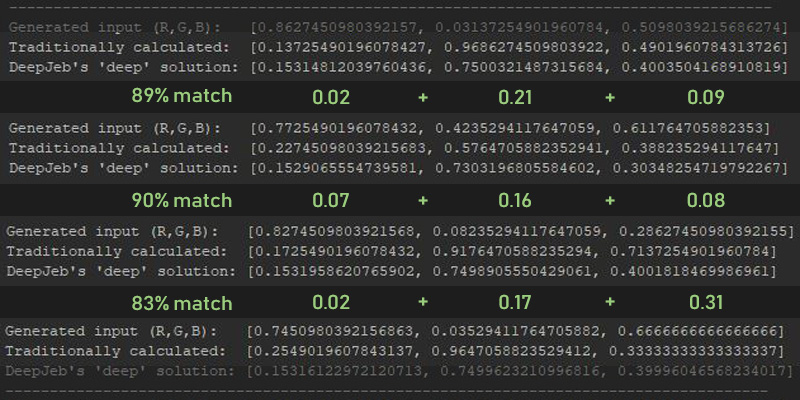 Generated input (R,G,B): [0.8627450980392157, 0.03137254901960784, 0.5098039215686274]
Traditionally calculated: [0.13725490196078427, 0.9686274509803922, 0.4901960784313726]
DeepJeb's 'deep' solution: [0.15314812039760436, 0.7500321487315684, 0.4003504168910819]
89% match 0.02 + 0.21 + 0.09
Generated input (R,G,B): [0.7725490196078432, 0.4235294117647059, 0.611764705882353]
Traditionally calculated: [0.22745098039215683, 0.5764705882352941, 0.388235294117647]
DeepJeb's 'deep' solution: [0.1529065554739581, 0.7303196805584602, 0.30348254719792267]
90% match 0.07 + 0.16 + 0.08
Generated input (R,G,B): [0.8274509803921568, 0.08235294117647059, 0.28627450980392155]
Traditionally calculated: [0.1725490196078432, 0.9176470588235294, 0.7137254901960784]
DeepJeb's 'deep' solution: [0.1531958620765902, 0.7498905550429061, 0.4001818469986961]
83% match 0.02 + 0.17 + 0.31
Generated input (R,G,B): [0.7450980392156863, 0.03529411764705882, 0.6666666666666666]
Traditionally calculated: [0.2549019607843137, 0.9647058823529412, 0.33333333333333337]
DeepJeb's 'deep' solution: [0.15316122972120713, 0.7499623210996816, 0.39996046568234017]